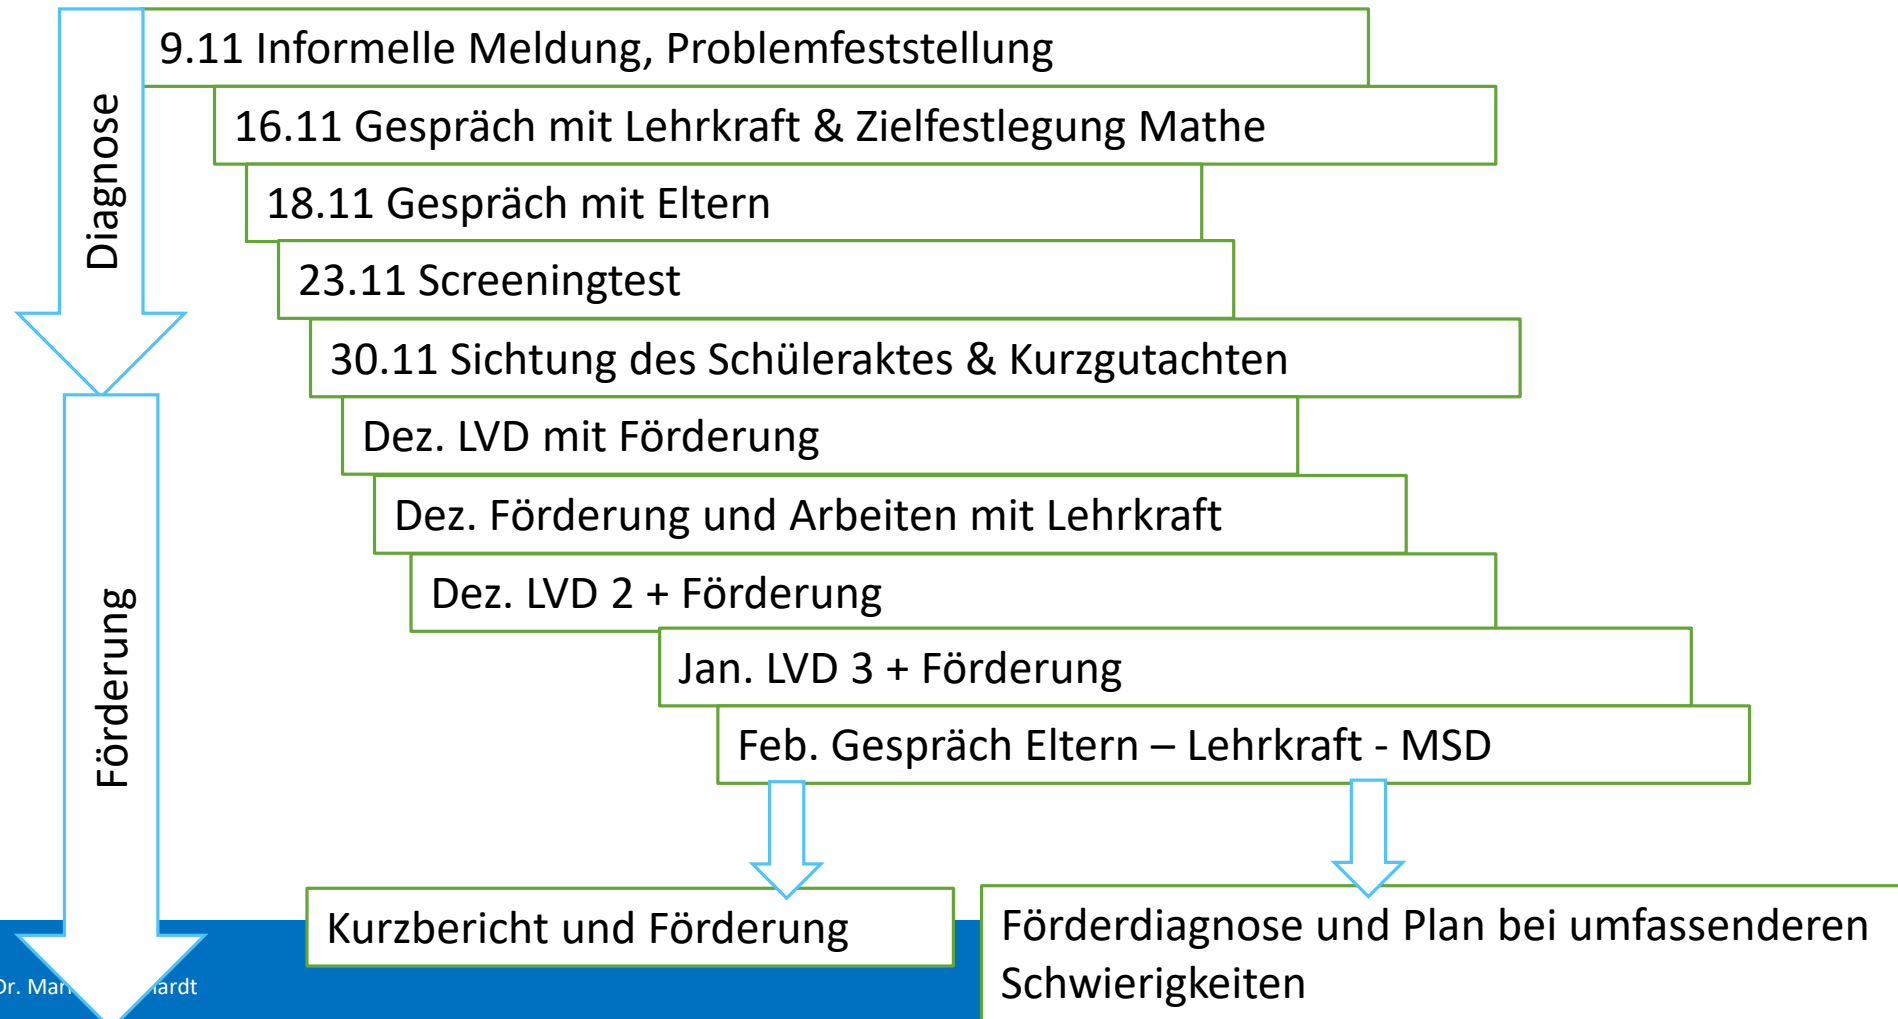 Diagnose
9.11 Informelle Meldung, Problemfeststellung
16.11 Gespräch mit Lehrkraft & Zielfestlegung Mathe
18.11 Gespräch mit Eltern
23.11 Screeningtest
30.11 Sichtung des Schüleraktes & Kurzgutachten
Förderung
Dez. LVD mit Förderung
Dez. Förderung und Arbeiten mit Lehrkraft
Dez. LVD 2 + Förderung
Jan. LVD 3 + Förderung
Feb. Gespräch Eltern – Lehrkraft - MSD
Kurzbericht und Förderung
Förderdiagnose und Plan bei umfassenderen
Schwierigkeiten
Dr.